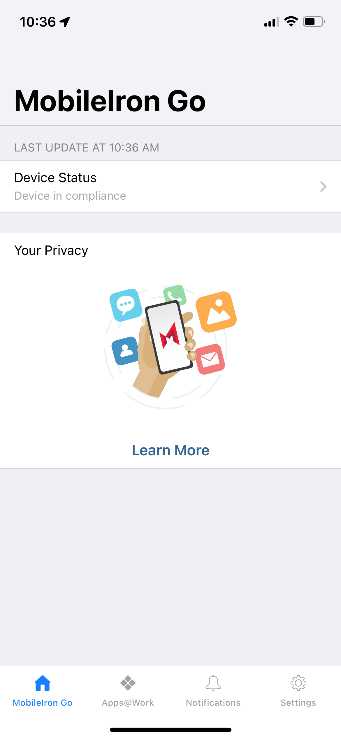 10:36
MobileIron Go
LAST UPDATE AT 10:36 AM
Device Status
Device in compliance
Your Privacy
Learn More
MobileIron Go
Apps@Work
Notifications
Settings